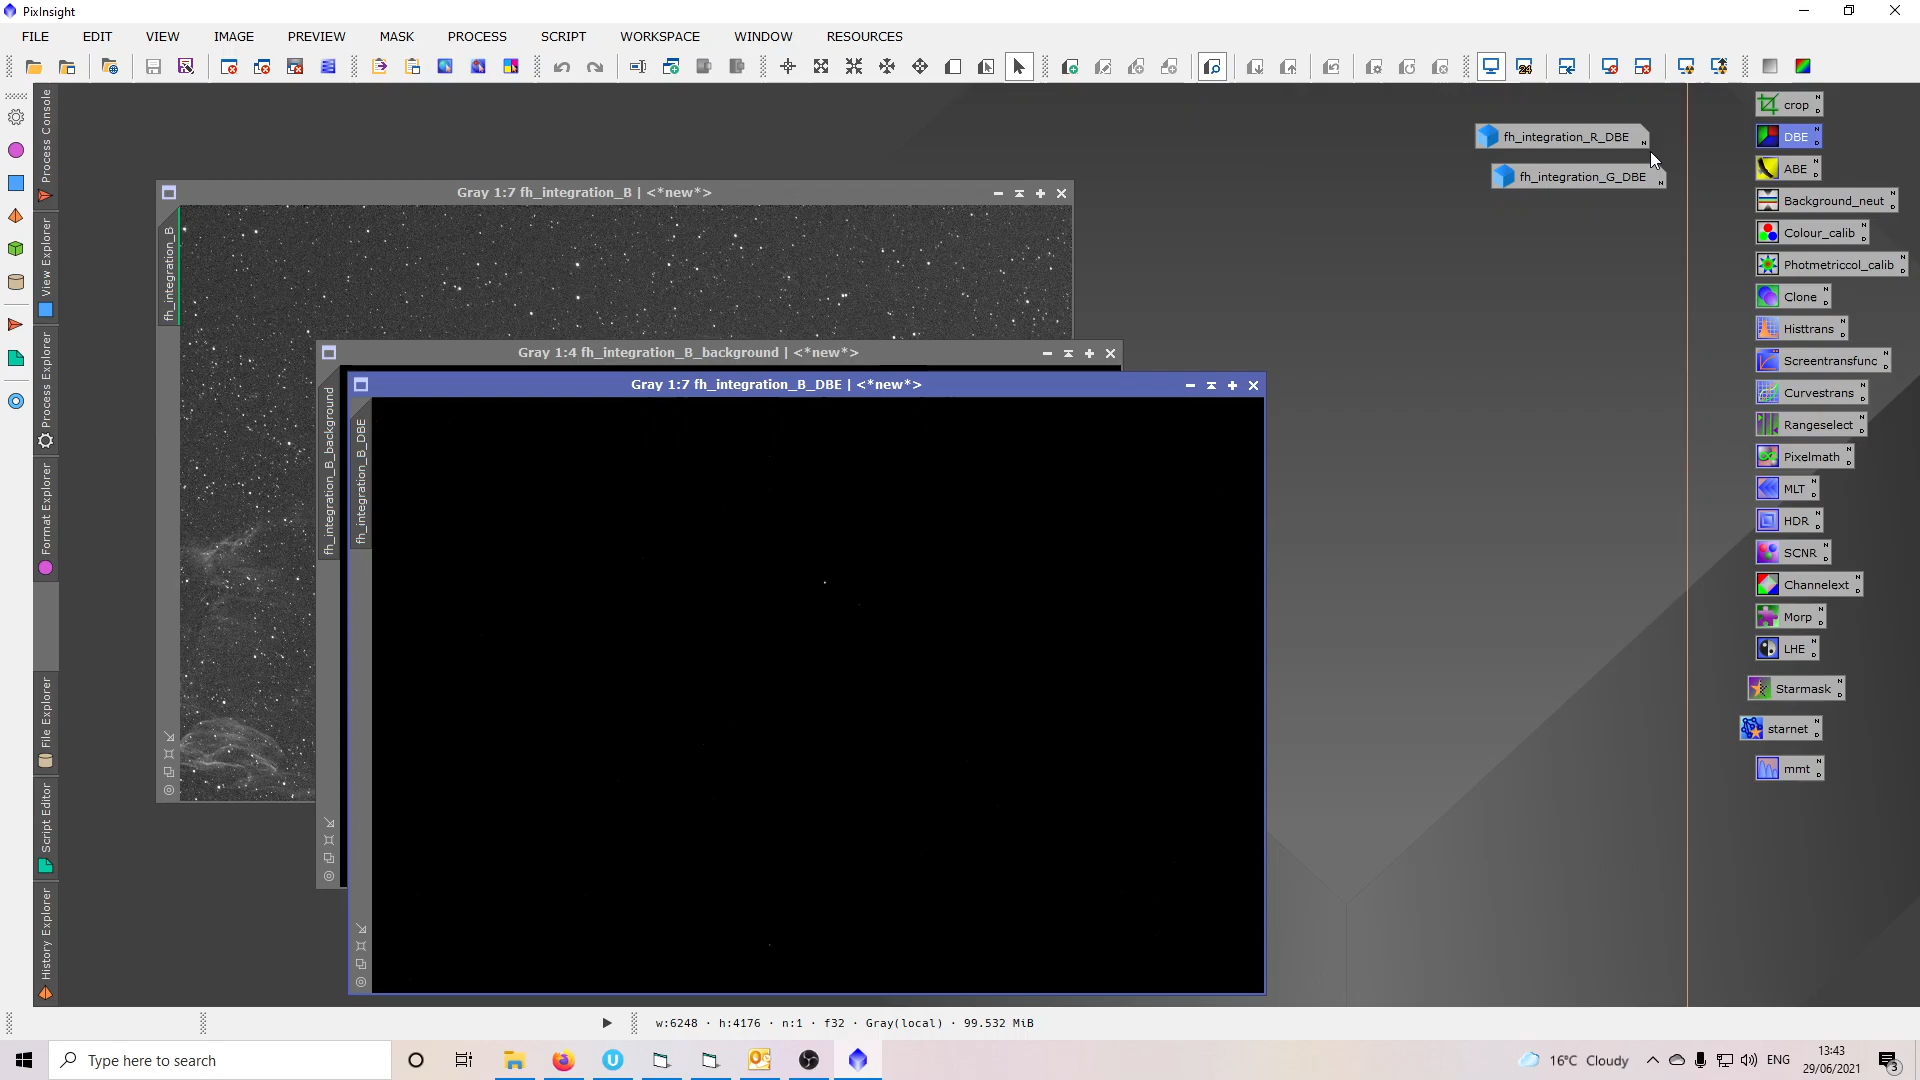 PixInsight
FILE EDIT VIEW IMAGE PREVIEW MASK PROCESS SCRIPT WORKSPACE WINDOW RESOURCES
24
Process Console
View Explorer
Process Explorer
Format Explorer
File Explorer
Script Editor
History Explorer
Gray 1:7 fh_integration_B | <*new*>
fh_integration_B
Gray 1:4 fh_integration_B_background | <*new*>
fh_integration_B_background
Gray 1:7 fh_integration_B_DBE | <*new*>
fh_integration_B_DBE
fh_integration_R_DBE N
fh_integration_G_DBE N
crop N D
DBE N D
ABE N D
Background_neut N D
Colour_calib N D
Photmetriccol_calib N D
Clone N D
Histtrans N D
Screentransfunc N D
Curvestrans N D
Rangeselect N D
Pixelmath N D
MLT N D
HDR N D
SCNR N D
Channelext N D
Morp N D
LHE N D
Starmask N D
starnet N D
mmt N D
w:6248 · h:4176 · n:1 · f32 · Gray(local) · 99.532 MiB
Type here to search
16°C Cloudy
ENG
13:43
29/06/2021
3